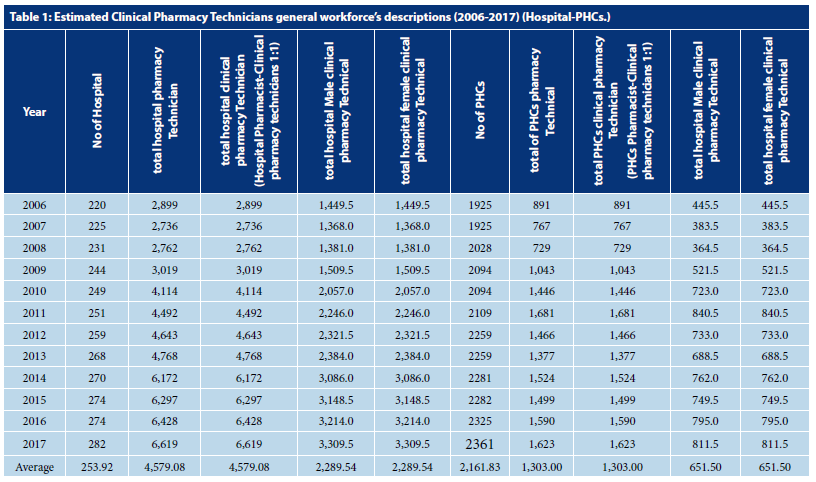 Table 1: Estimated Clinical Pharmacy Technicians general workforce's descriptions (2006-2017) (Hospital-PHCs.)
Year
No of Hospital
total hospital pharmacy
Technician
total hospital clinical
pharmacy Technician
(Hospital Pharmacist-Clinical
pharmacy technicians 1:1)
total hospital Male clinical
pharmacy Technical
total hospital female clinical
pharmacy Technical
No of PHCs
total of PHCs pharmacy
Technical
total PHCs clinical pharmacy
Technician
(PHCs Pharmacist-Clinical
pharmacy technicians 1:1)
total hospital Male clinical
pharmacy Technical
total hospital female clinical
pharmacy Technical
2006 220 2,899 2,899 1,449.5 1,449.5 1925 891 891 445.5 445.5
2007 225 2,736 2,736 1,368.0 1,368.0 1925 767 767 383.5 383.5
2008 231 2,762 2,762 1,381.0 1,381.0 2028 729 729 364.5 364.5
2009 244 3,019 3,019 1,509.5 1,509.5 2094 1,043 1,043 521.5 521.5
2010 249 4,114 4,114 2,057.0 2,057.0 2094 1,446 1,446 723.0 723.0
2011 251 4,492 4,492 2,246.0 2,246.0 2109 1,681 1,681 840.5 840.5
2012 259 4,643 4,643 2,321.5 2,321.5 2259 1,466 1,466 733.0 733.0
2013 268 4,768 4,768 2,384.0 2,384.0 2259 1,377 1,377 688.5 688.5
2014 270 6,172 6,172 3,086.0 3,086.0 2281 1,524 1,524 762.0 762.0
2015 274 6,297 6,297 3,148.5 3,148.5 2282 1,499 1,499 749.5 749.5
2016 274 6,428 6,428 3,214.0 3,214.0 2325 1,590 1,590 795.0 795.0
2017 282 6,619 6,619 3,309.5 3,309.5 2361 1,623 1,623 811.5 811.5
Average 253.92 4,579.08 4,579.08 2,289.54 2,289.54 2,161.83 1,303.00 1,303.00 651.50 651.50